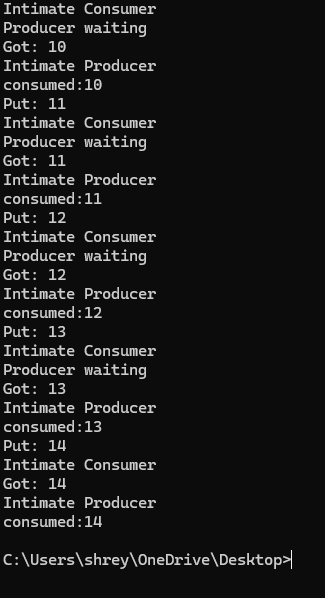 Intimate Consumer
Producer waiting
Got: 10
Intimate Producer
consumed:10
Put: 11
Intimate Consumer
Producer waiting
Got: 11
Intimate Producer
consumed:11
Put: 12
Intimate Consumer
Producer waiting
Got: 12
Intimate Producer
consumed:12
Put: 13
Intimate Consumer
Producer waiting
Got: 13
Intimate Producer
consumed:13
Put: 14
Intimate Consumer
Got: 14
Intimate Producer
consumed:14
C:\Users\shrey\OneDrive\Desktop>